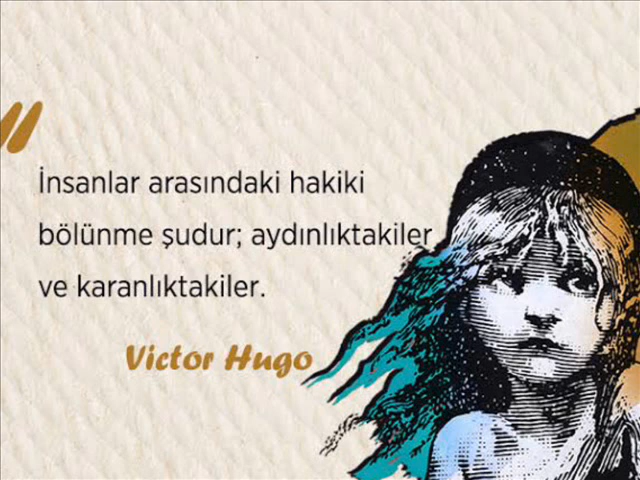 "
İnsanlar arasındaki hakiki
bölünme şudur; aydınlıktakiler
ve karanlıktakiler.
Victor Hugo